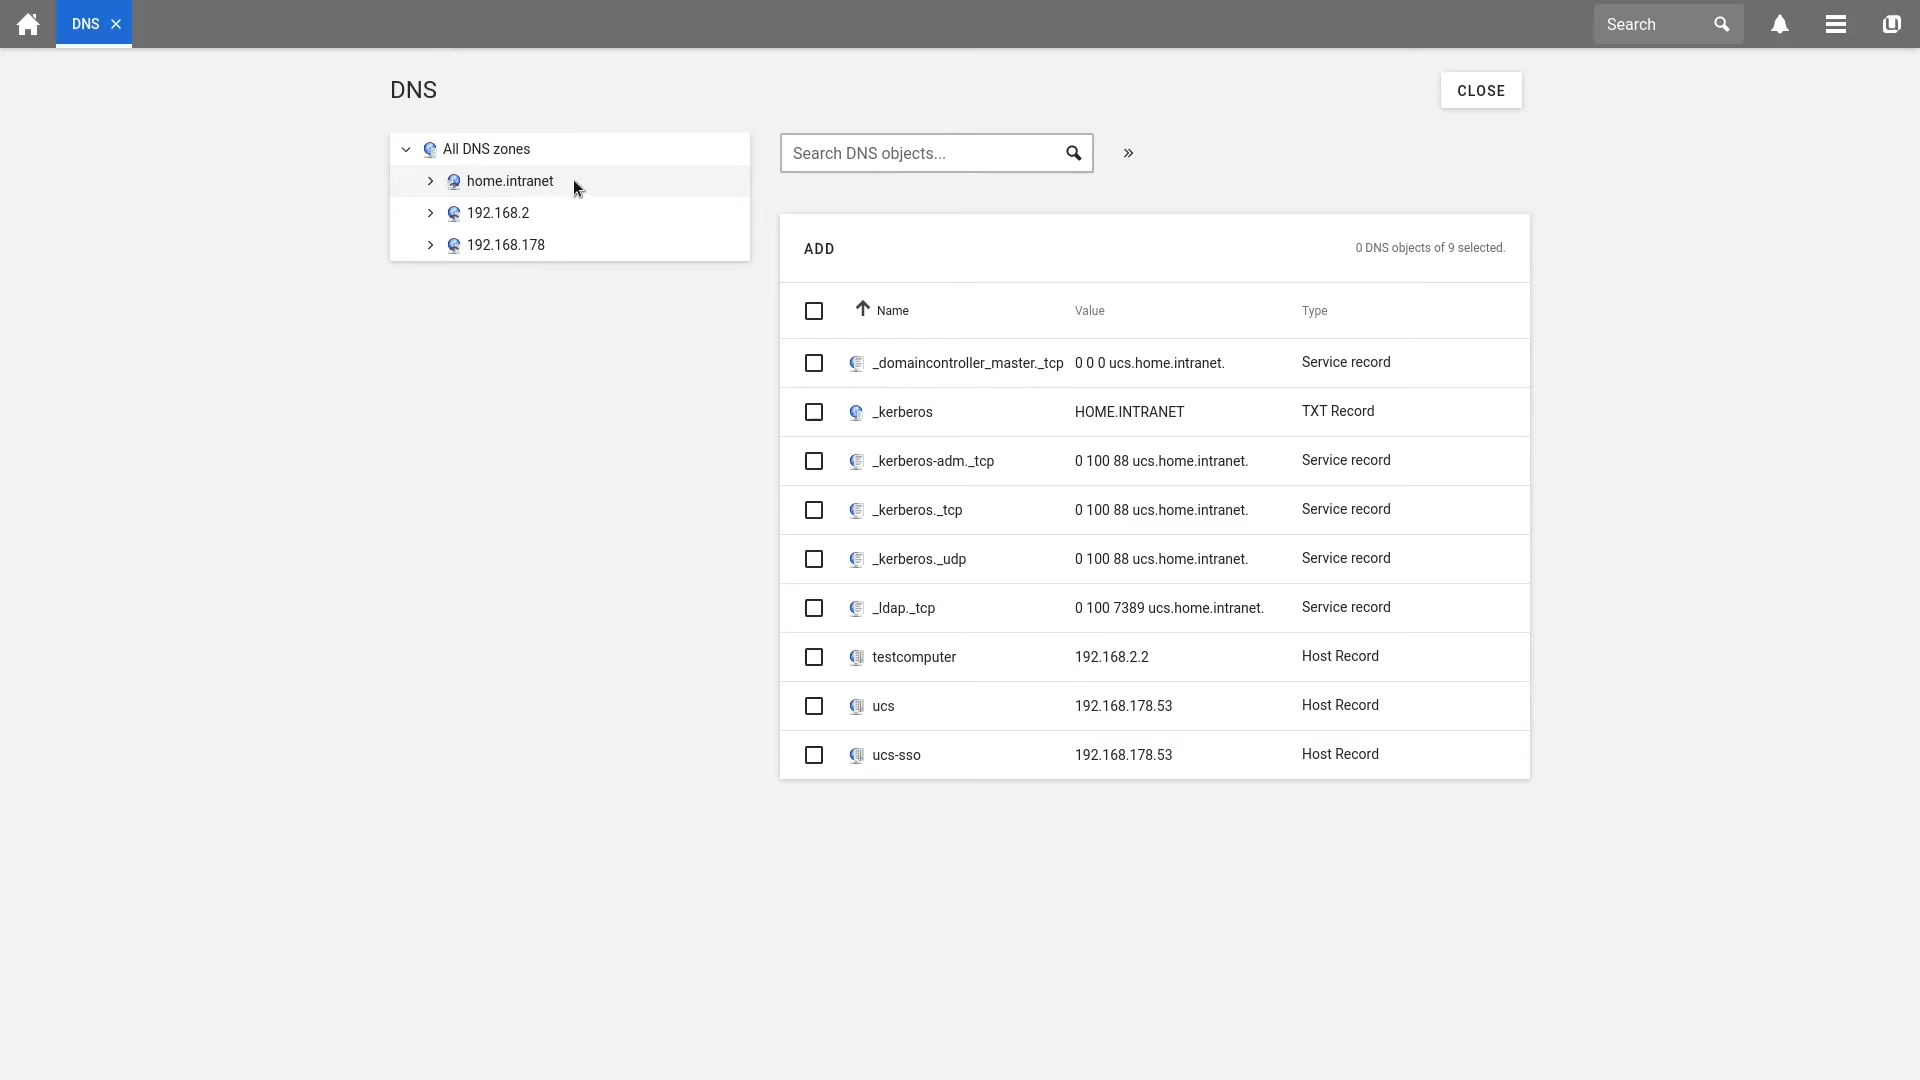 DNS
Search
DNS
CLOSE
All DNS zones
home.intranet
192.168.2
192.168.178
Search DNS objects...
ADD
0 DNS objects of 9 selected.
Name Value Type
_domaincontroller_master._tcp 0 0 0 ucs.home.intranet. Service record
_kerberos HOME.INTRANET TXT Record
_kerberos-adm._tcp 0 100 88 ucs.home.intranet. Service record
_kerberos._tcp 0 100 88 ucs.home.intranet. Service record
_kerberos._udp 0 100 88 ucs.home.intranet. Service record
_ldap._tcp 0 100 7389 ucs.home.intranet. Service record
testcomputer 192.168.2.2 Host Record
ucs 192.168.178.53 Host Record
ucs-sso 192.168.178.53 Host Record